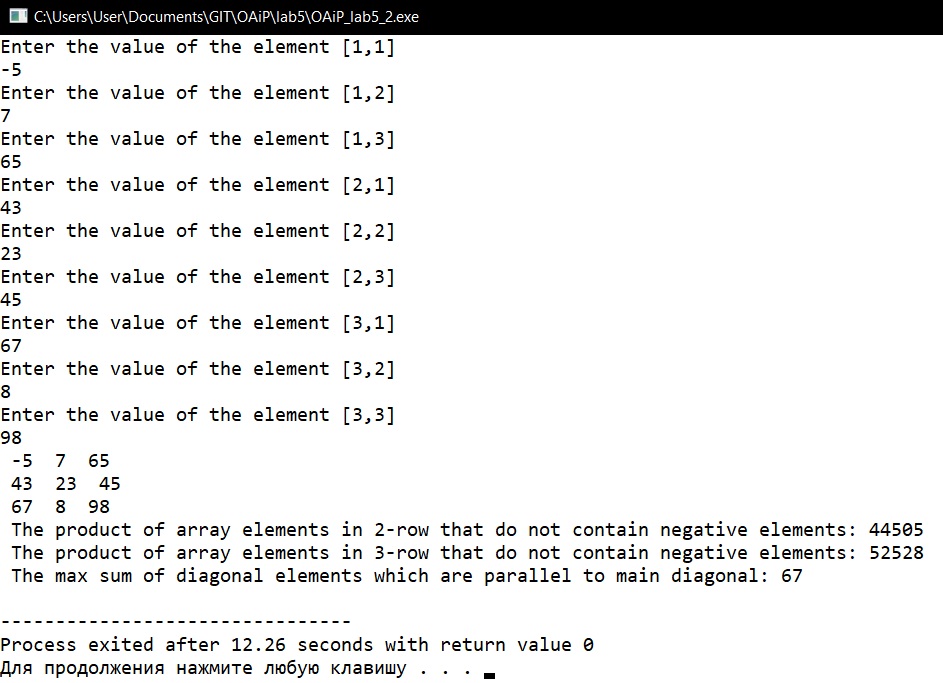 C:\Users\User\Documents\GIT\OAiP\lab5\OAiP_lab5_2.exe
Enter the value of the element [1,1]
-5
Enter the value of the element [1,2]
7
Enter the value of the element [1,3]
65
Enter the value of the element [2,1]
43
Enter the value of the element [2,2]
23
Enter the value of the element [2,3]
45
Enter the value of the element [3,1]
67
Enter the value of the element [3,2]
8
Enter the value of the element [3,3]
98
-5 7 65
43 23 45
67 8 98
The product of array elements in 2-row that do not contain negative elements: 44505
The product of array elements in 3-row that do not contain negative elements: 52528
The max sum of diagonal elements which are parallel to main diagonal: 67
--------------------------------
Process exited after 12.26 seconds with return value 0
Для продолжения нажмите любую клавишу . . .